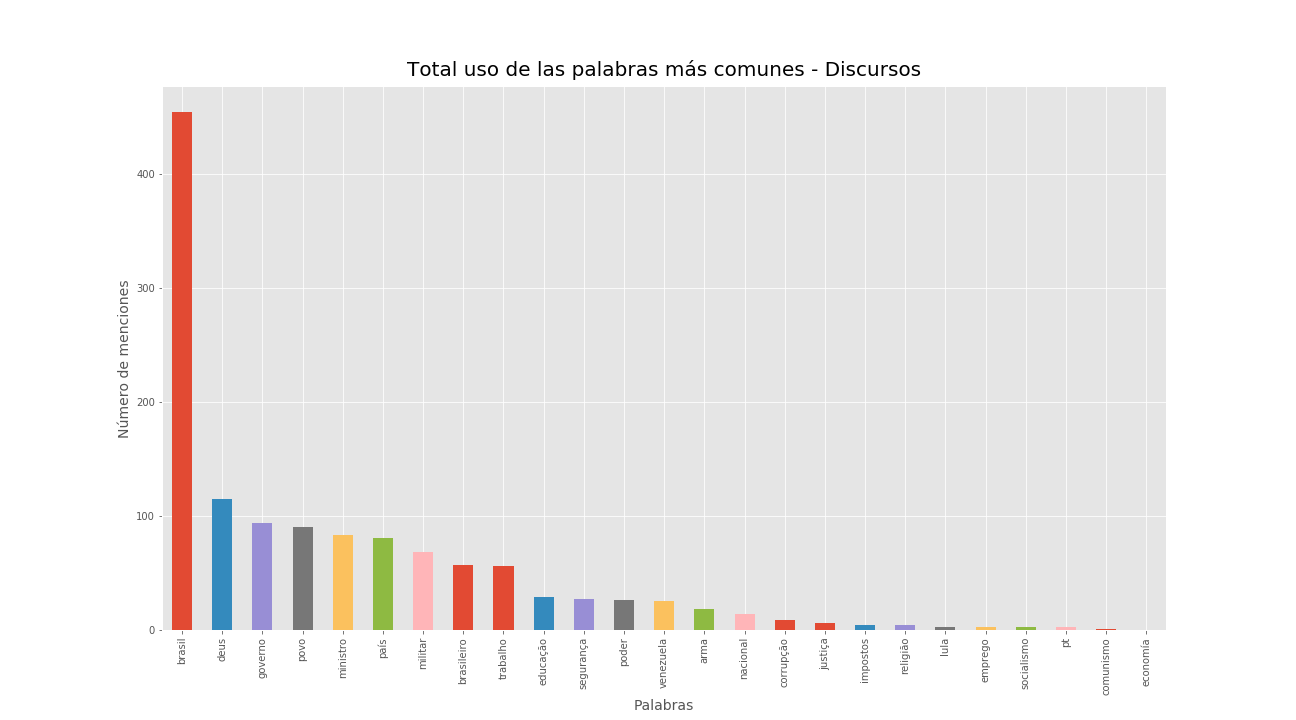 Total uso de las palabras más comunes - Discursos
Número de menciones
400
300
200
100
0
brasil
deus
governo
povo
ministro
país
militar
brasileiro
trabalho
educação
segurança
poder
venezuela
arma
nacional
corrupção
justiça
impostos
religião
lula
emprego
socialismo
pt
comunismo
economia
Palabras